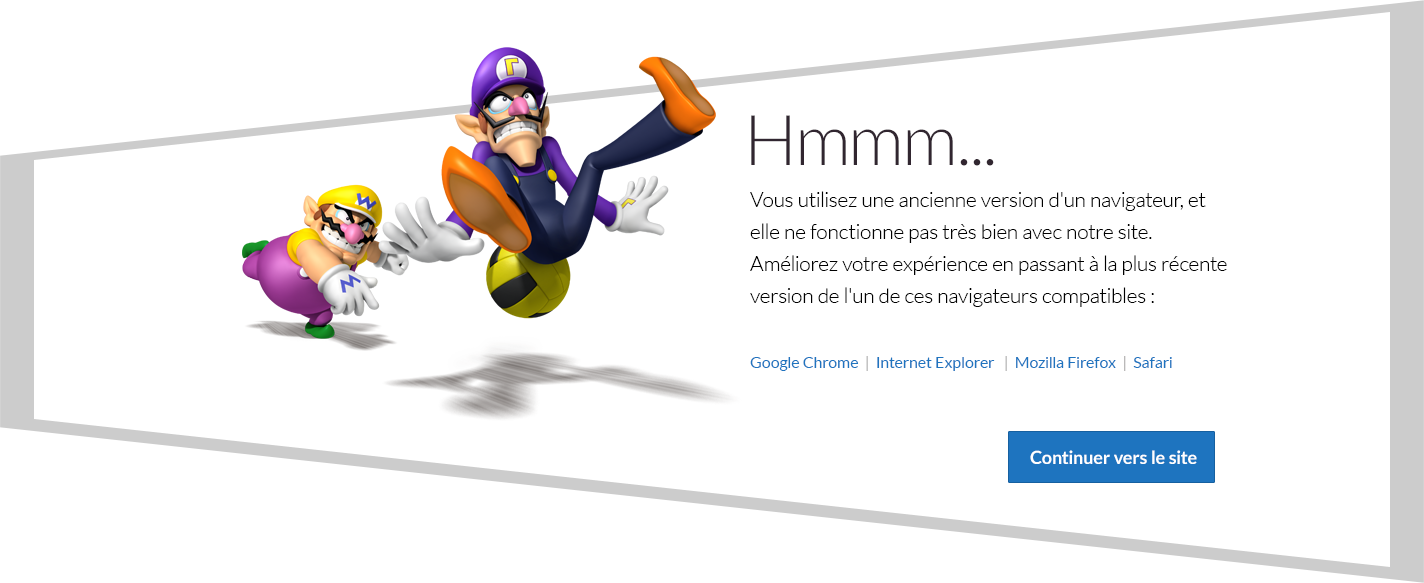 Hmmm...
Vous utilisez une ancienne version d'un navigateur, et
elle ne fonctionne pas très bien avec notre site.
Améliorez votre expérience en passant à la plus récente
version de l'un de ces navigateurs compatibles :
Google Chrome | Internet Explorer | Mozilla Firefox | Safari
Continuer vers le site